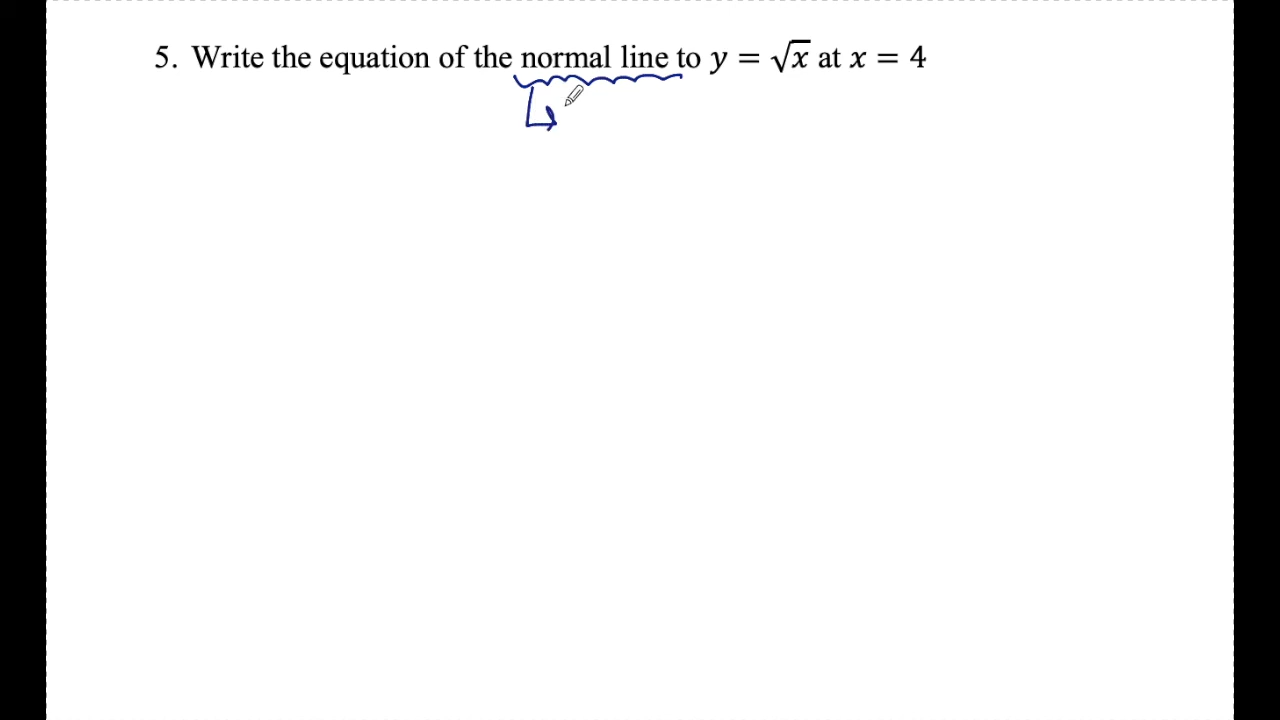 5. Write the equation of the normal line to y = √x at x = 4